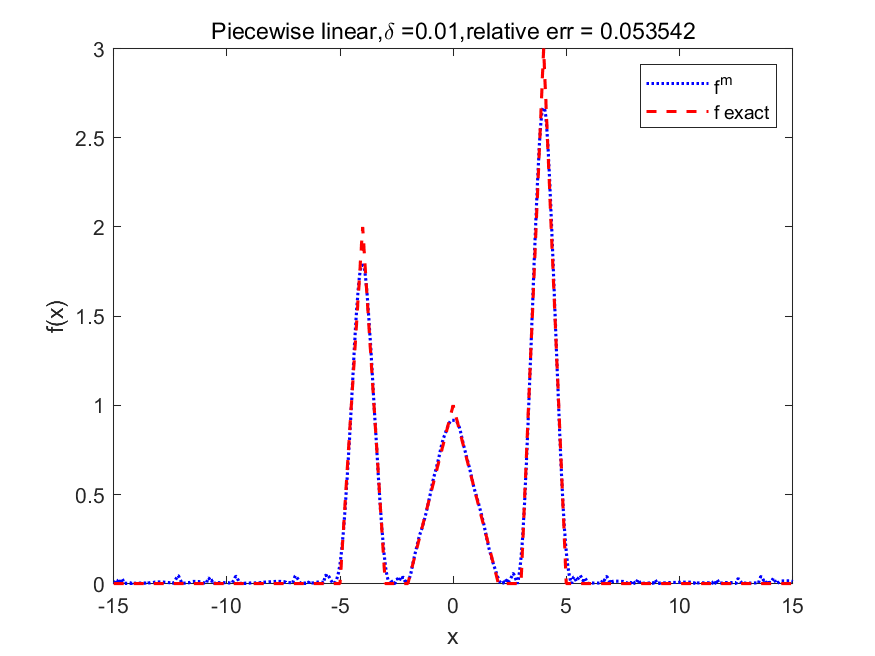 Piecewise linear,δ =0.01,relative err = 0.053542
3
f^m
f exact
2.5
2
1.5
f(x)
1
0.5
0
-15 -10 -5 0 5 10 15
x